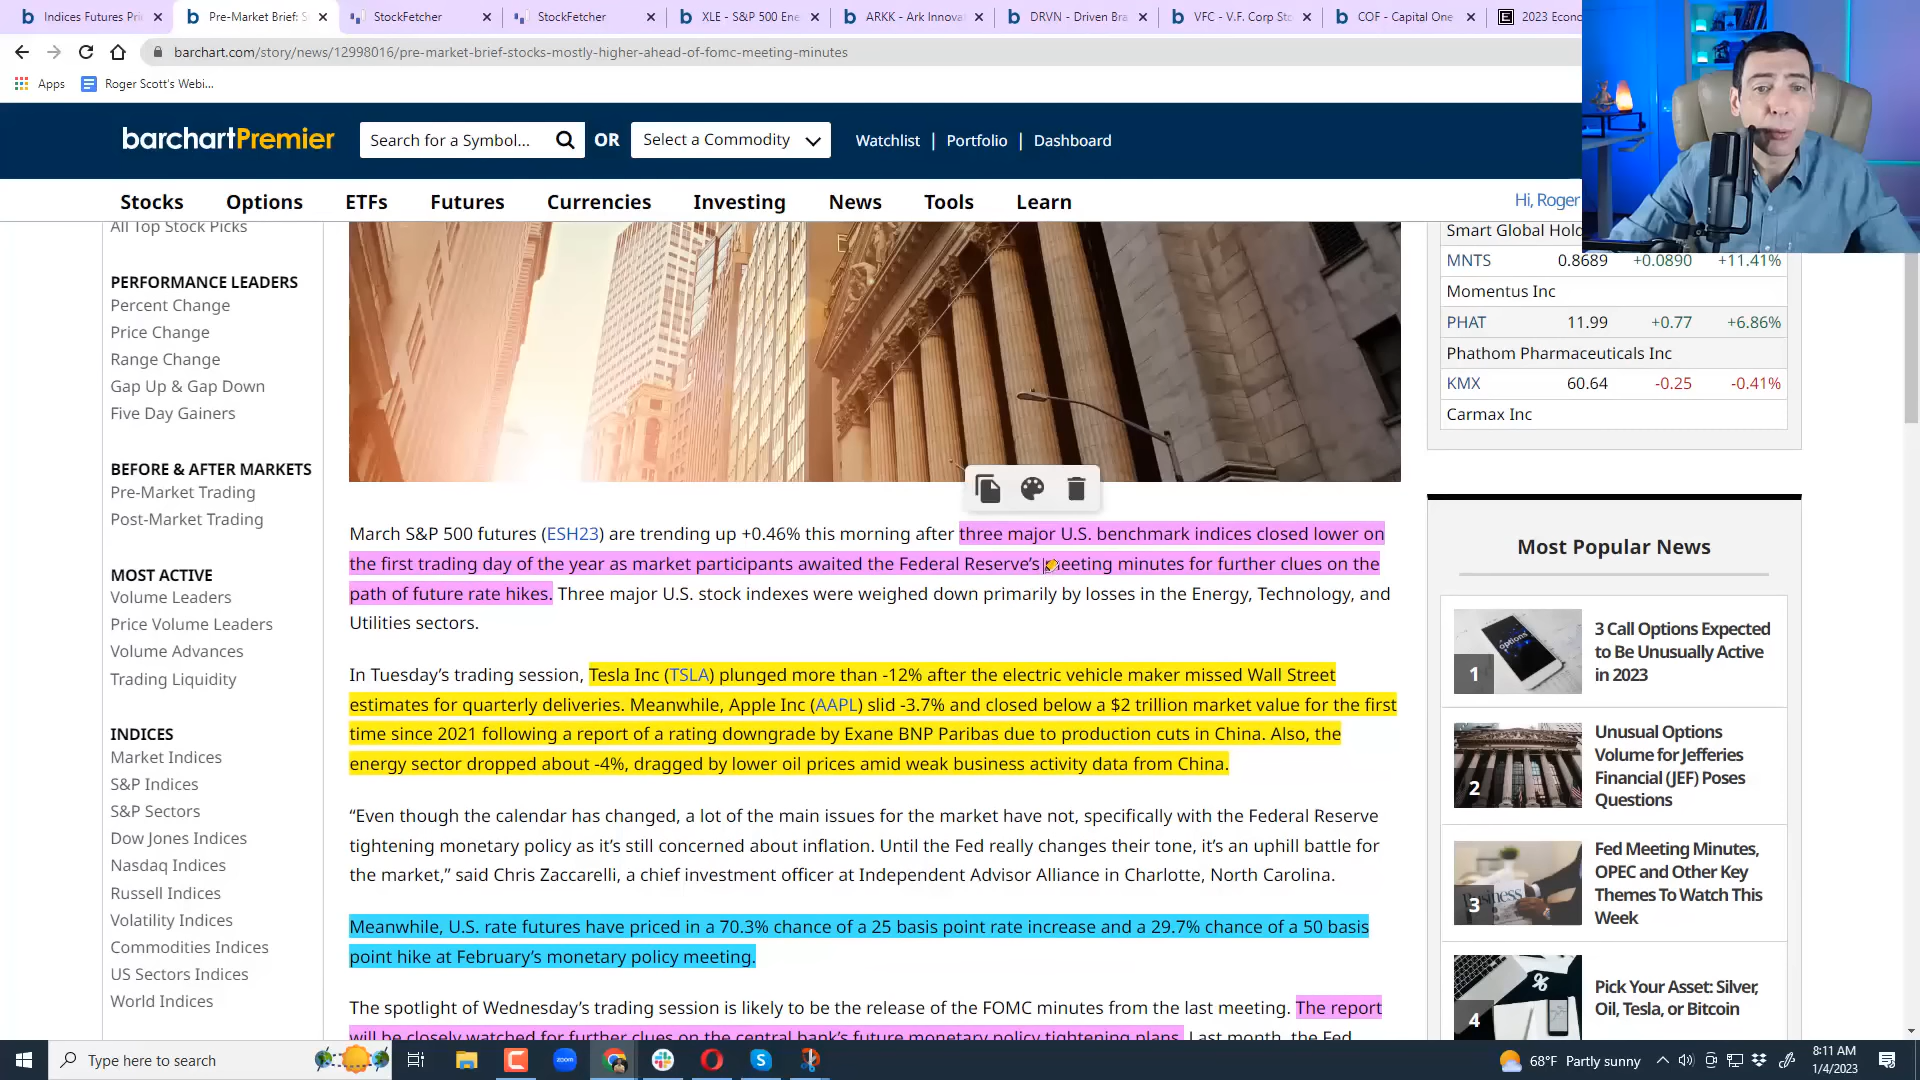 Indices Futures Pri
Pre-Market Brief: S
StockFetcher
StockFetcher
XLE - S&P 500 Ene
ARKK - Ark Innova
DRVN - Driven Bra
VFC - V.F. Corp Sto
COF - Capital One
2023 Econo
barchart.com/story/news/12998016/pre-market-brief-stocks-mostly-higher-ahead-of-fomc-meeting-minutes
Apps
Roger Scott's Webi...
barchartPremier
Search for a Symbol...
OR
Select a Commodity
Watchlist | Portfolio | Dashboard
Stocks
Options
ETFs
Futures
Currencies
Investing
News
Tools
Learn
Hi, Roger
All Top Stock Picks
PERFORMANCE LEADERS
Percent Change
Price Change
Range Change
Gap Up & Gap Down
Five Day Gainers
BEFORE & AFTER MARKETS
Pre-Market Trading
Post-Market Trading
MOST ACTIVE
Volume Leaders
Price Volume Leaders
Volume Advances
Trading Liquidity
INDICES
Market Indices
S&P Indices
S&P Sectors
Dow Jones Indices
Nasdaq Indices
Russell Indices
Volatility Indices
Commodities Indices
US Sectors Indices
World Indices
March S&P 500 futures (ESH23) are trending up +0.46% this morning after three major U.S. benchmark indices closed lower on
the first trading day of the year as market participants awaited the Federal Reserve's meeting minutes for further clues on the
path of future rate hikes. Three major U.S. stock indexes were weighed down primarily by losses in the Energy, Technology, and
Utilities sectors.
In Tuesday's trading session, Tesla Inc (TSLA) plunged more than -12% after the electric vehicle maker missed Wall Street
estimates for quarterly deliveries. Meanwhile, Apple Inc (AAPL) slid -3.7% and closed below a $2 trillion market value for the first
time since 2021 following a report of a rating downgrade by Exane BNP Paribas due to production cuts in China. Also, the
energy sector dropped about -4%, dragged by lower oil prices amid weak business activity data from China.
“Even though the calendar has changed, a lot of the main issues for the market have not, specifically with the Federal Reserve
tightening monetary policy as it's still concerned about inflation. Until the Fed really changes their tone, it's an uphill battle for
the market,” said Chris Zaccarelli, a chief investment officer at Independent Advisor Alliance in Charlotte, North Carolina.
Meanwhile, U.S. rate futures have priced in a 70.3% chance of a 25 basis point rate increase and a 29.7% chance of a 50 basis
point hike at February's monetary policy meeting.
The spotlight of Wednesday's trading session is likely to be the release of the FOMC minutes from the last meeting. The report
will be closely watched for further clues on the central bank's future monetary policy tightening plans. Last month, the Fed
Smart Global Hold
MNTS 0.8689 +0.0890 +11.41%
Momentus Inc
PHAT 11.99 +0.77 +6.86%
Phathom Pharmaceuticals Inc
KMX 60.64 -0.25 -0.41%
Carmax Inc
Most Popular News
1
3 Call Options Expected
to Be Unusually Active
in 2023
options
2
Unusual Options
Volume for Jefferies
Financial (JEF) Poses
Questions
3
Fed Meeting Minutes,
OPEC and Other Key
Themes To Watch This
Week
Business
4
Pick Your Asset: Silver,
Oil, Tesla, or Bitcoin
%
Type here to search
zoom
68°F Partly sunny
8:11 AM
1/4/2023